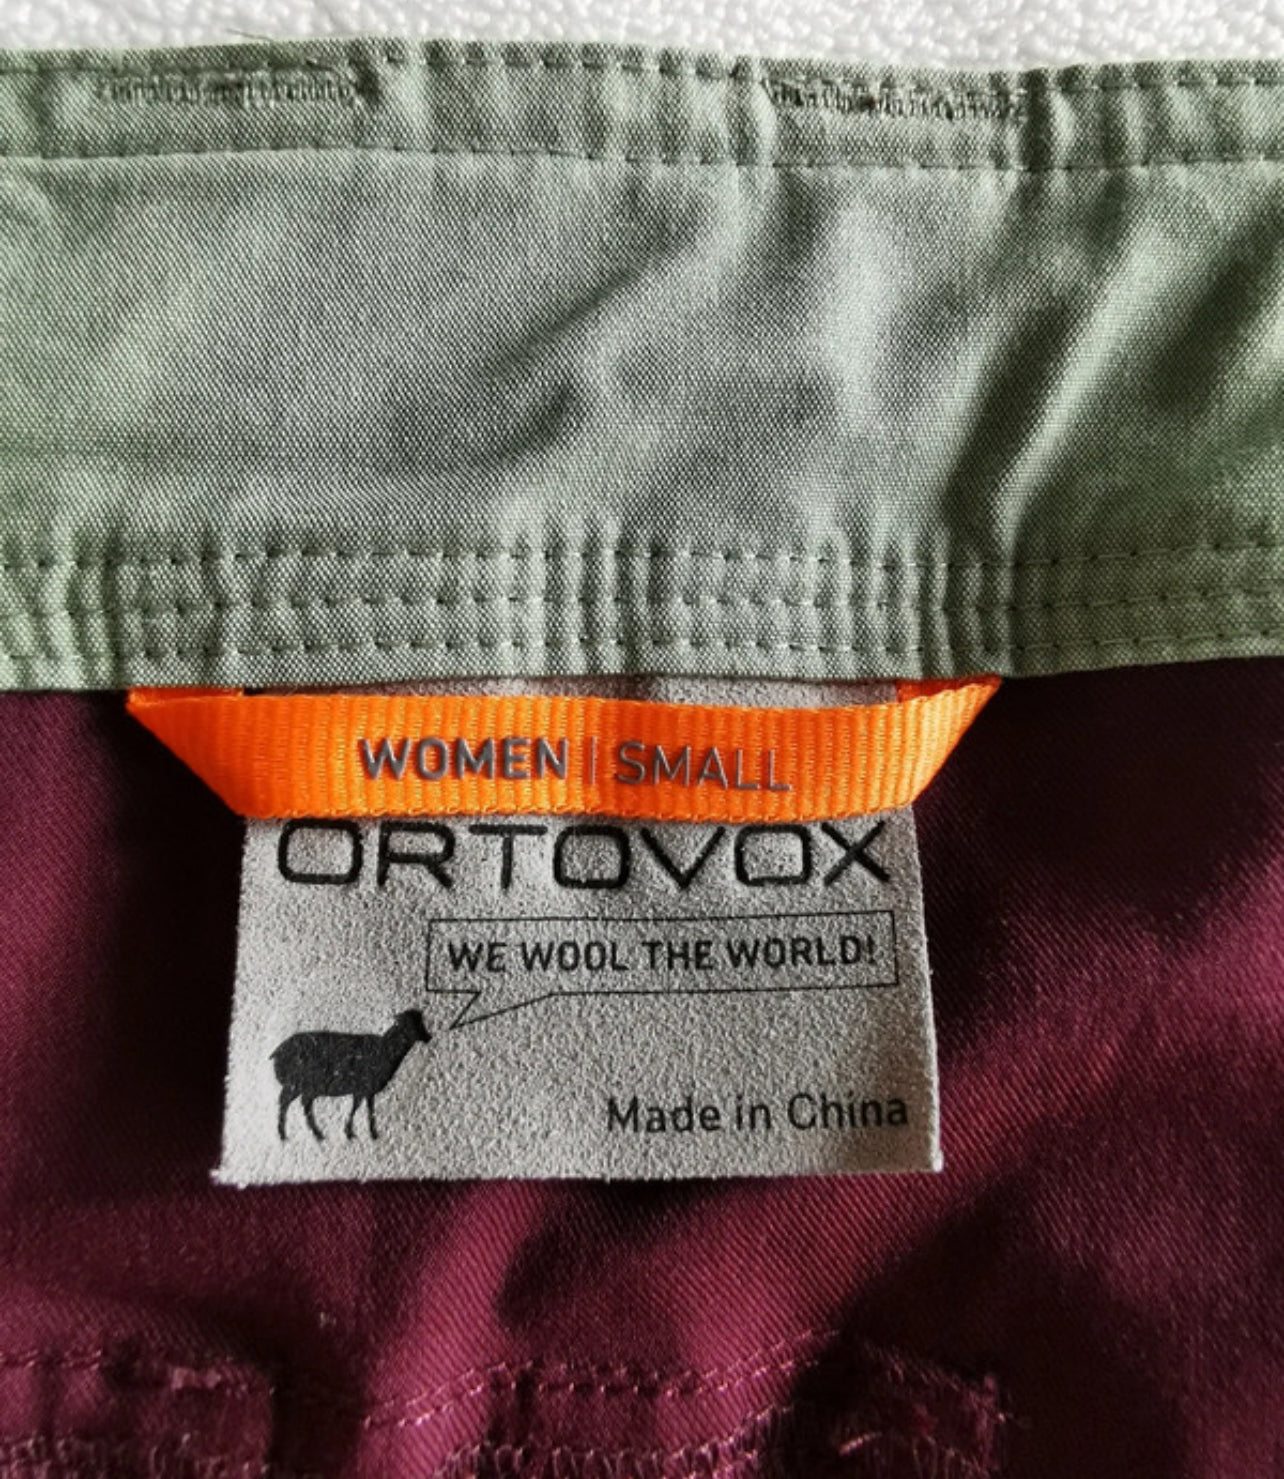 WOMEN | SMALL
ORTOVOX
WE WOOL THE WORLD!
Made in China